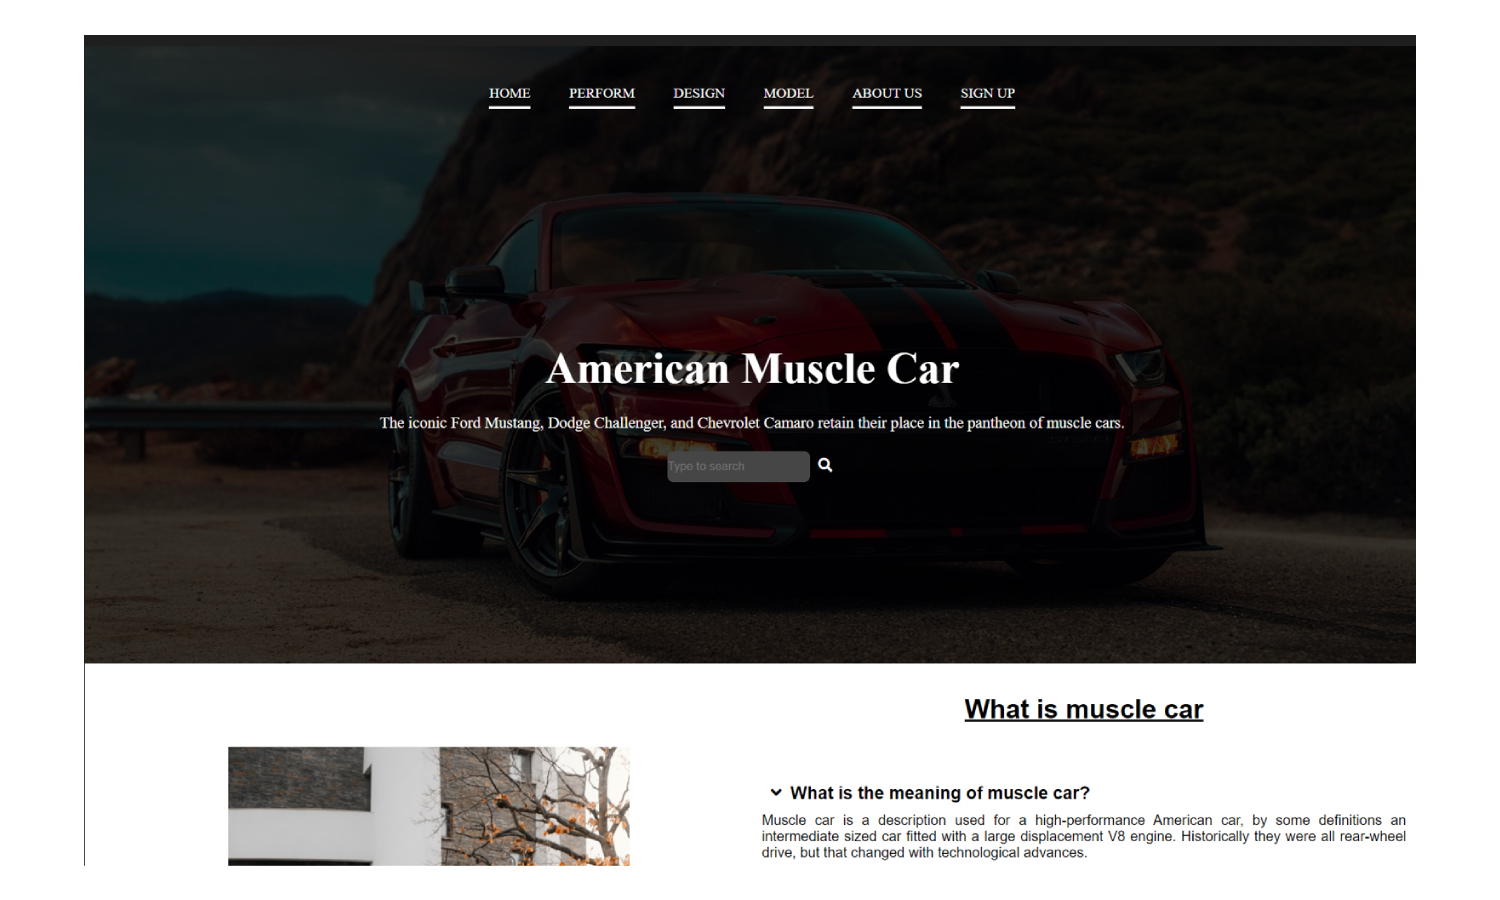 HOME PERFORM DESIGN MODEL ABOUT US SIGN UP
American Muscle Car
The iconic Ford Mustang, Dodge Challenger, and Chevrolet Camaro retain their place in the pantheon of muscle cars.
Type to search
What is muscle car
What is the meaning of muscle car?
Muscle car is a description used for a high-performance American car, by some definitions an
intermediate sized car fitted with a large displacement V8 engine. Historically they were all rear-wheel
drive, but that changed with technological advances.